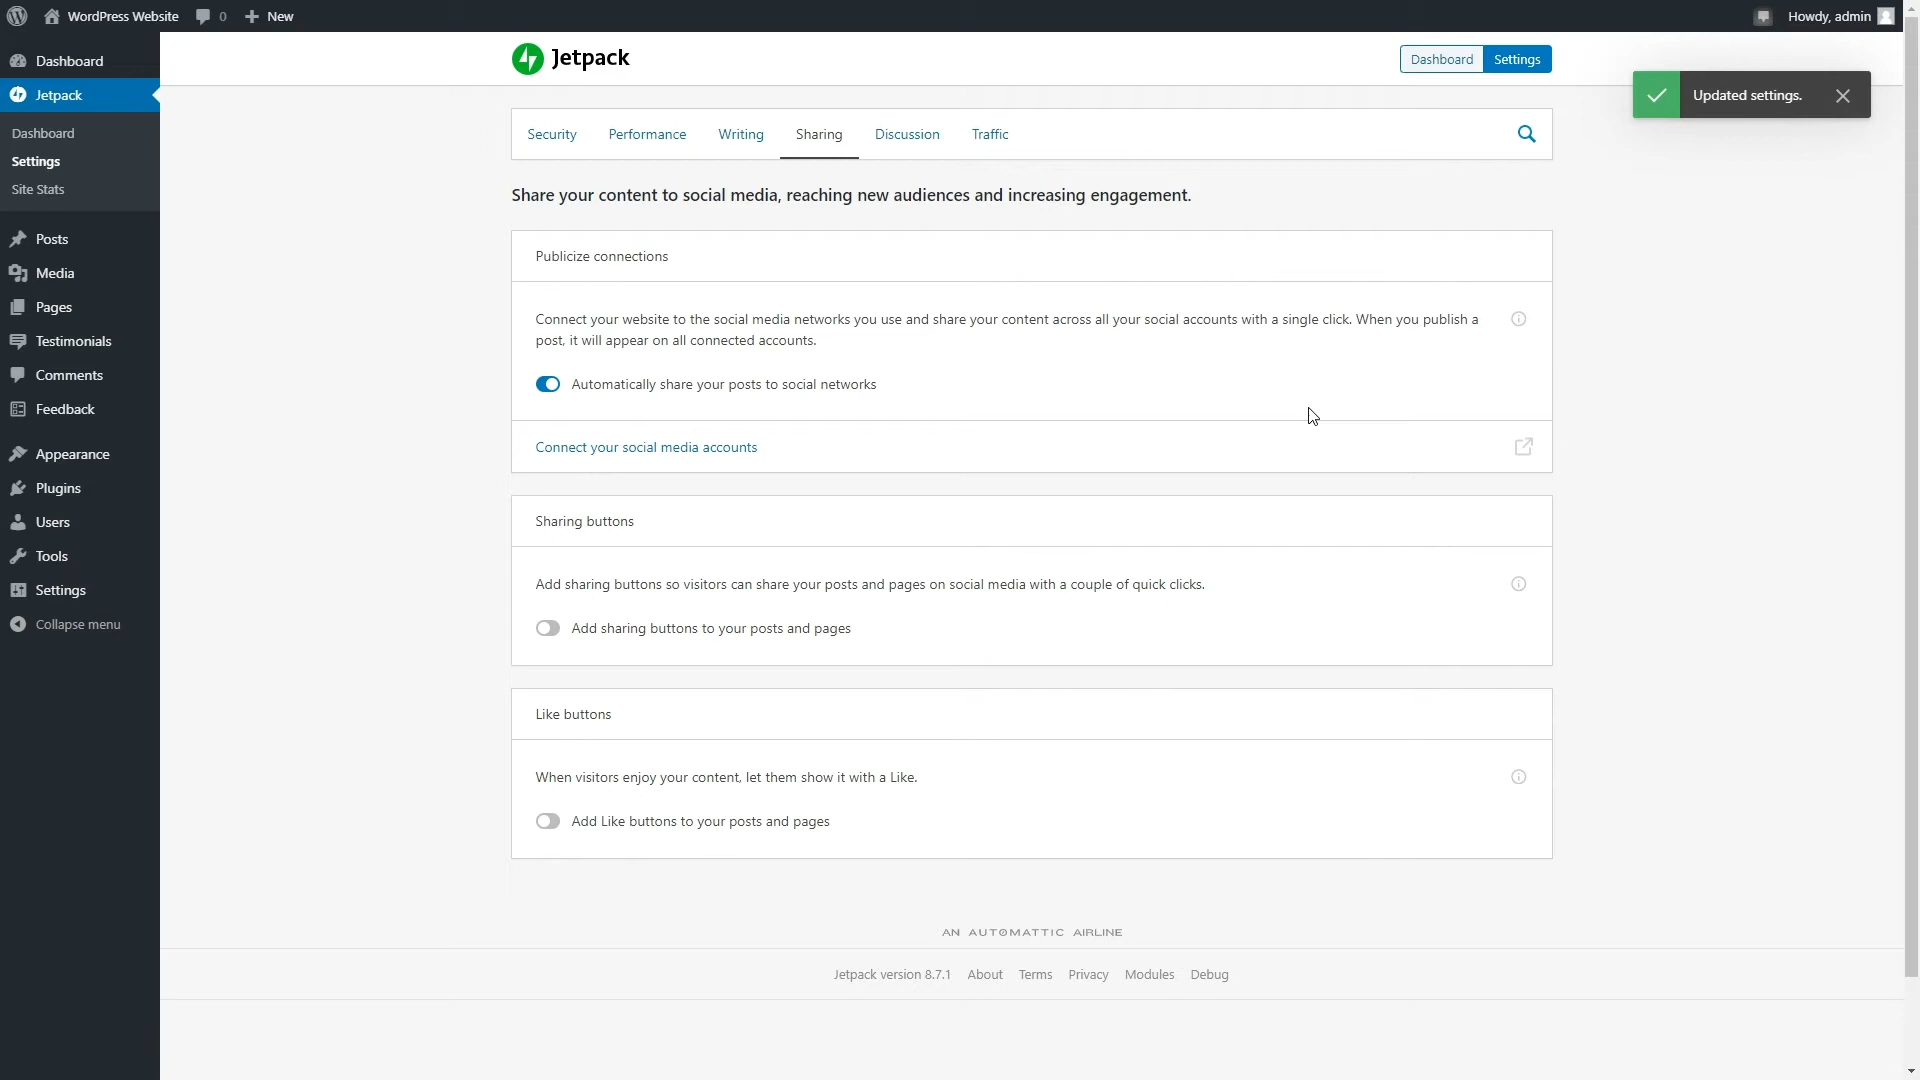 WordPress Website 0 New Howdy, admin
Dashboard
Jetpack
Dashboard
Settings
Site Stats
Posts
Media
Pages
Testimonials
Comments
Feedback
Appearance
Plugins
Users
Tools
Settings
Collapse menu
Jetpack
Dashboard Settings
Updated settings.
Security Performance Writing Sharing Discussion Traffic
Share your content to social media, reaching new audiences and increasing engagement.
Publicize connections
Connect your website to the social media networks you use and share your content across all your social accounts with a single click. When you publish a
post, it will appear on all connected accounts.
Automatically share your posts to social networks
Connect your social media accounts
Sharing buttons
Add sharing buttons so visitors can share your posts and pages on social media with a couple of quick clicks.
Add sharing buttons to your posts and pages
Like buttons
When visitors enjoy your content, let them show it with a Like.
Add Like buttons to your posts and pages
AN AUTOMATTIC AIRLINE
Jetpack version 8.7.1 About Terms Privacy Modules Debug